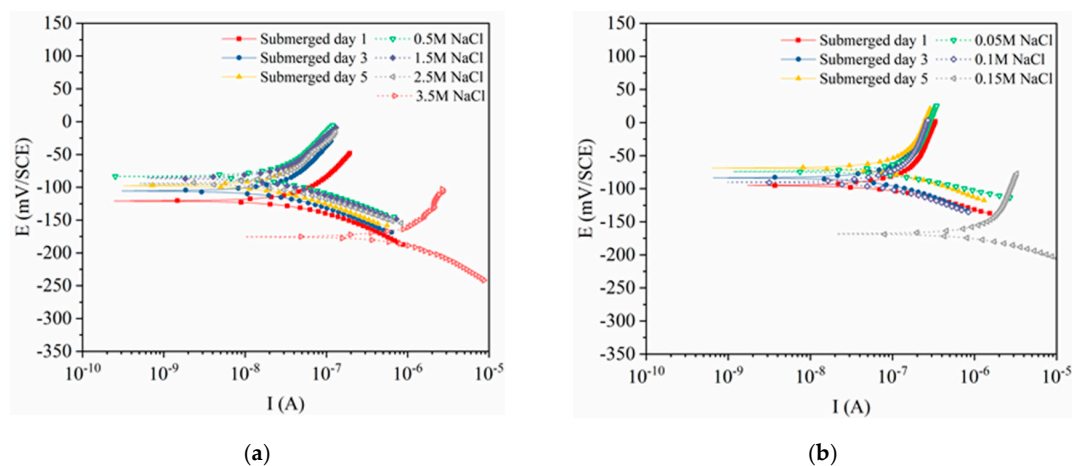 150
100
50
0
-50
-100
-150
-200
-250
-300
-350
E (mV/SCE)
Submerged day 1
Submerged day 3
Submerged day 5
0.5M NaCl
1.5M NaCl
2.5M NaCl
3.5M NaCl
10⁻¹⁰ 10⁻⁹ 10⁻⁸ 10⁻⁷ 10⁻⁶ 10⁻⁵
I (A)
(a)
150
100
50
0
-50
-100
-150
-200
-250
-300
-350
E (mV/SCE)
Submerged day 1
Submerged day 3
Submerged day 5
0.05M NaCl
0.1M NaCl
0.15M NaCl
10⁻¹⁰ 10⁻⁹ 10⁻⁸ 10⁻⁷ 10⁻⁶ 10⁻⁵
I (A)
(b)